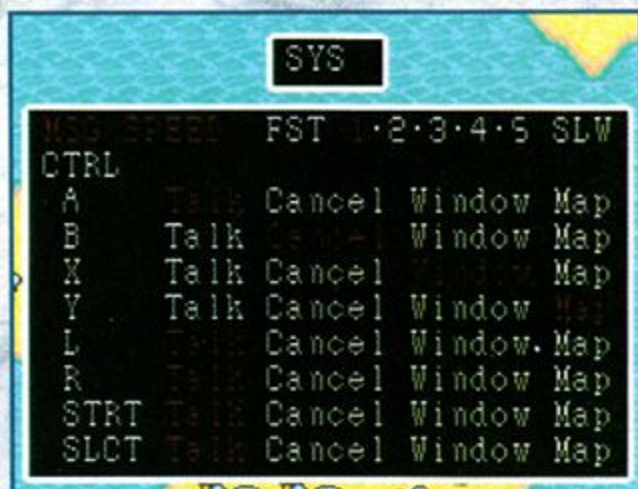 SYS
MSG SPEED FST 1·2·3·4·5 SLW
CTRL
A Talk Cancel Window Map
B Talk Cancel Window Map
X Talk Cancel Window Map
Y Talk Cancel Window Map
L Talk Cancel Window Map
R Talk Cancel Window Map
STRT Talk Cancel Window Map
SLCT Talk Cancel Window Map